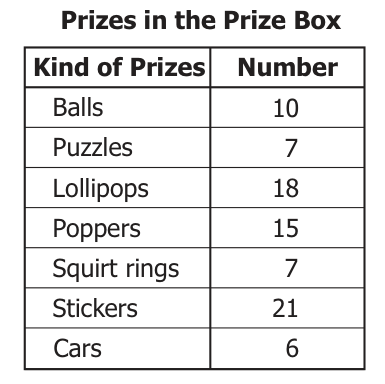 Prizes in the Prize Box
Kind of Prizes Number
Balls 10
Puzzles 7
Lollipops 18
Poppers 15
Squirt rings 7
Stickers 21
Cars 6